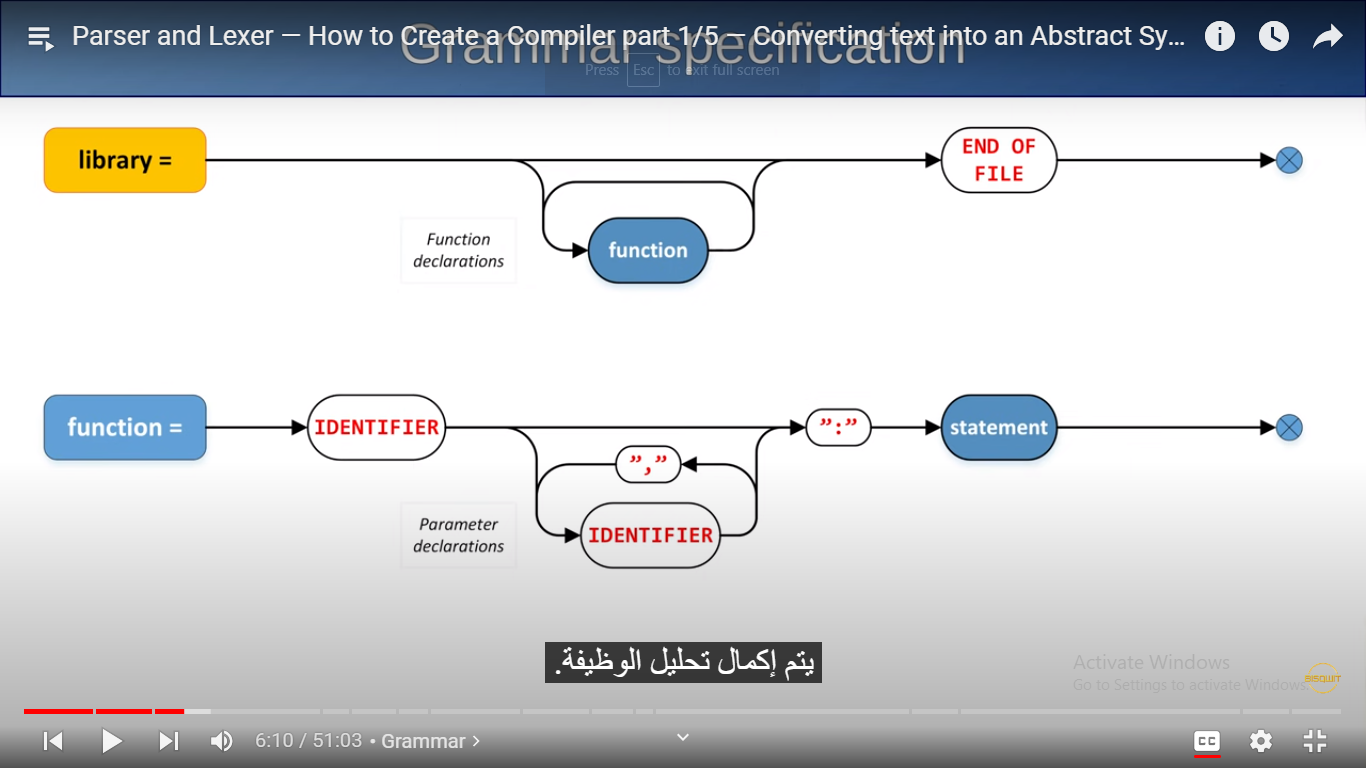 Parser and Lexer — How to Create a Compiler part 1/5 — Converting text into an Abstract Sy...
Grammar specification
Press Esc to exit full screen
library =
END OF
FILE
Function
declarations
function
function =
IDENTIFIER
”:”
statement
”,”
Parameter
declarations
IDENTIFIER
يتم إكمال تحليل الوظيفة.
Activate Windows
Go to Settings to activate Windows.
BISQWIT
6:10 / 51:03 • Grammar >
CC